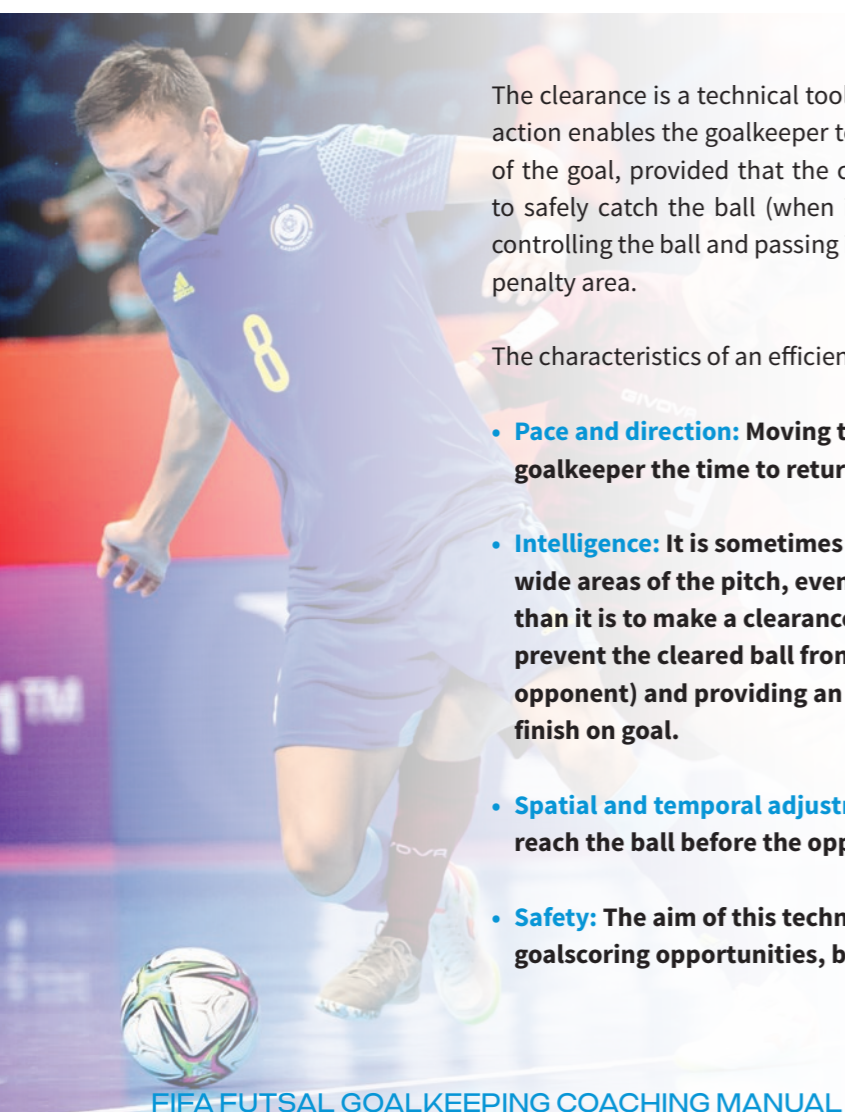 The clearance is a technical tool
action enables the goalkeeper to
of the goal, provided that the
to safely catch the ball (when
controlling the ball and passing
penalty area.
The characteristics of an efficien
• Pace and direction: Moving t
goalkeeper the time to retur
• Intelligence: It is sometimes
wide areas of the pitch, even
than it is to make a clearance
prevent the cleared ball from
opponent) and providing an
finish on goal.
• Spatial and temporal adjustm
reach the ball before the opp
• Safety: The aim of this techn
goalscoring opportunities, b
8
GIVOVA
9
1™
OVA
FIFA FUTSAL GOALKEEPING COACHING MANUAL